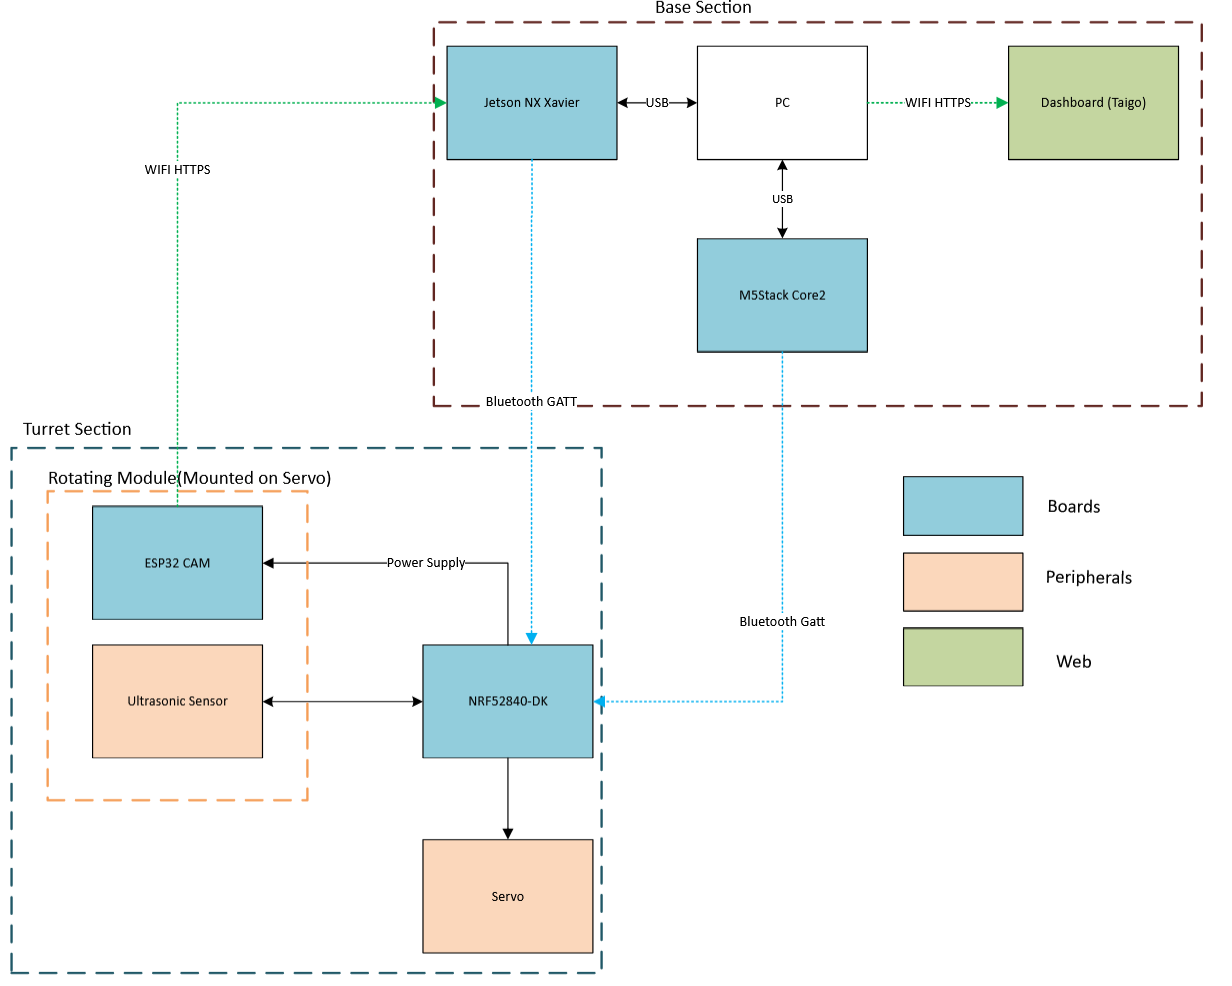 Base Section
Jetson NX Xavier
USB
PC
WIFI HTTPS
Dashboard (Taigo)
WIFI HTTPS
USB
M5Stack Core2
Bluetooth GATT
Turret Section
Rotating Module(Mounted on Servo)
ESP32 CAM
Power Supply
Boards
Peripherals
Web
Bluetooth Gatt
Ultrasonic Sensor
NRF52840-DK
Servo